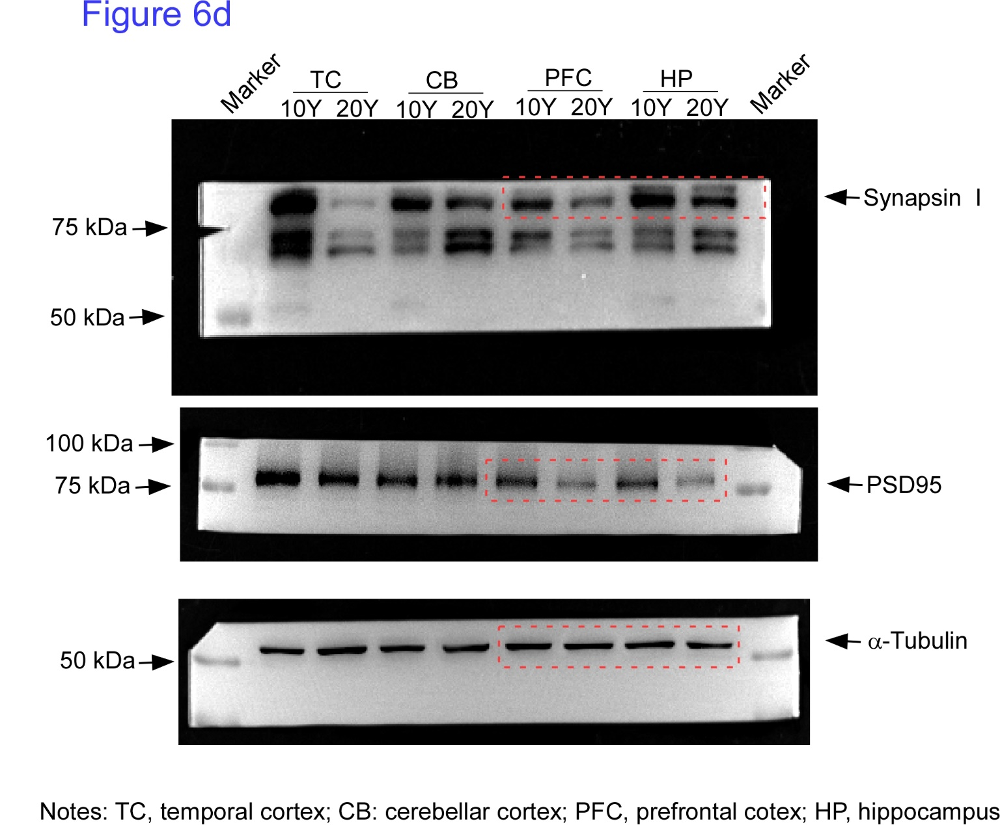 Figure 6d
Marker TC CB PFC HP Marker
10Y 20Y 10Y 20Y 10Y 20Y 10Y 20Y
Synapsin I
75 kDa
50 kDa
100 kDa
75 kDa
PSD95
α-Tubulin
50 kDa
Notes: TC, temporal cortex; CB: cerebellar cortex; PFC, prefrontal cotex; HP, hippocampus